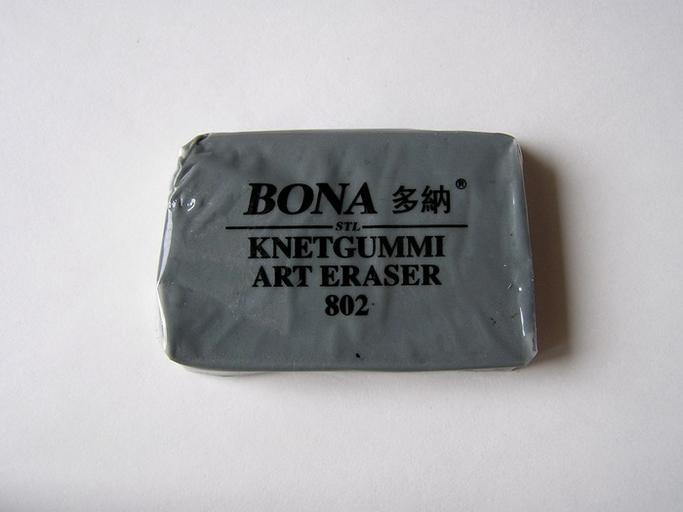 BONA 多納®
STL
KNETGUMMI
ART ERASER
802